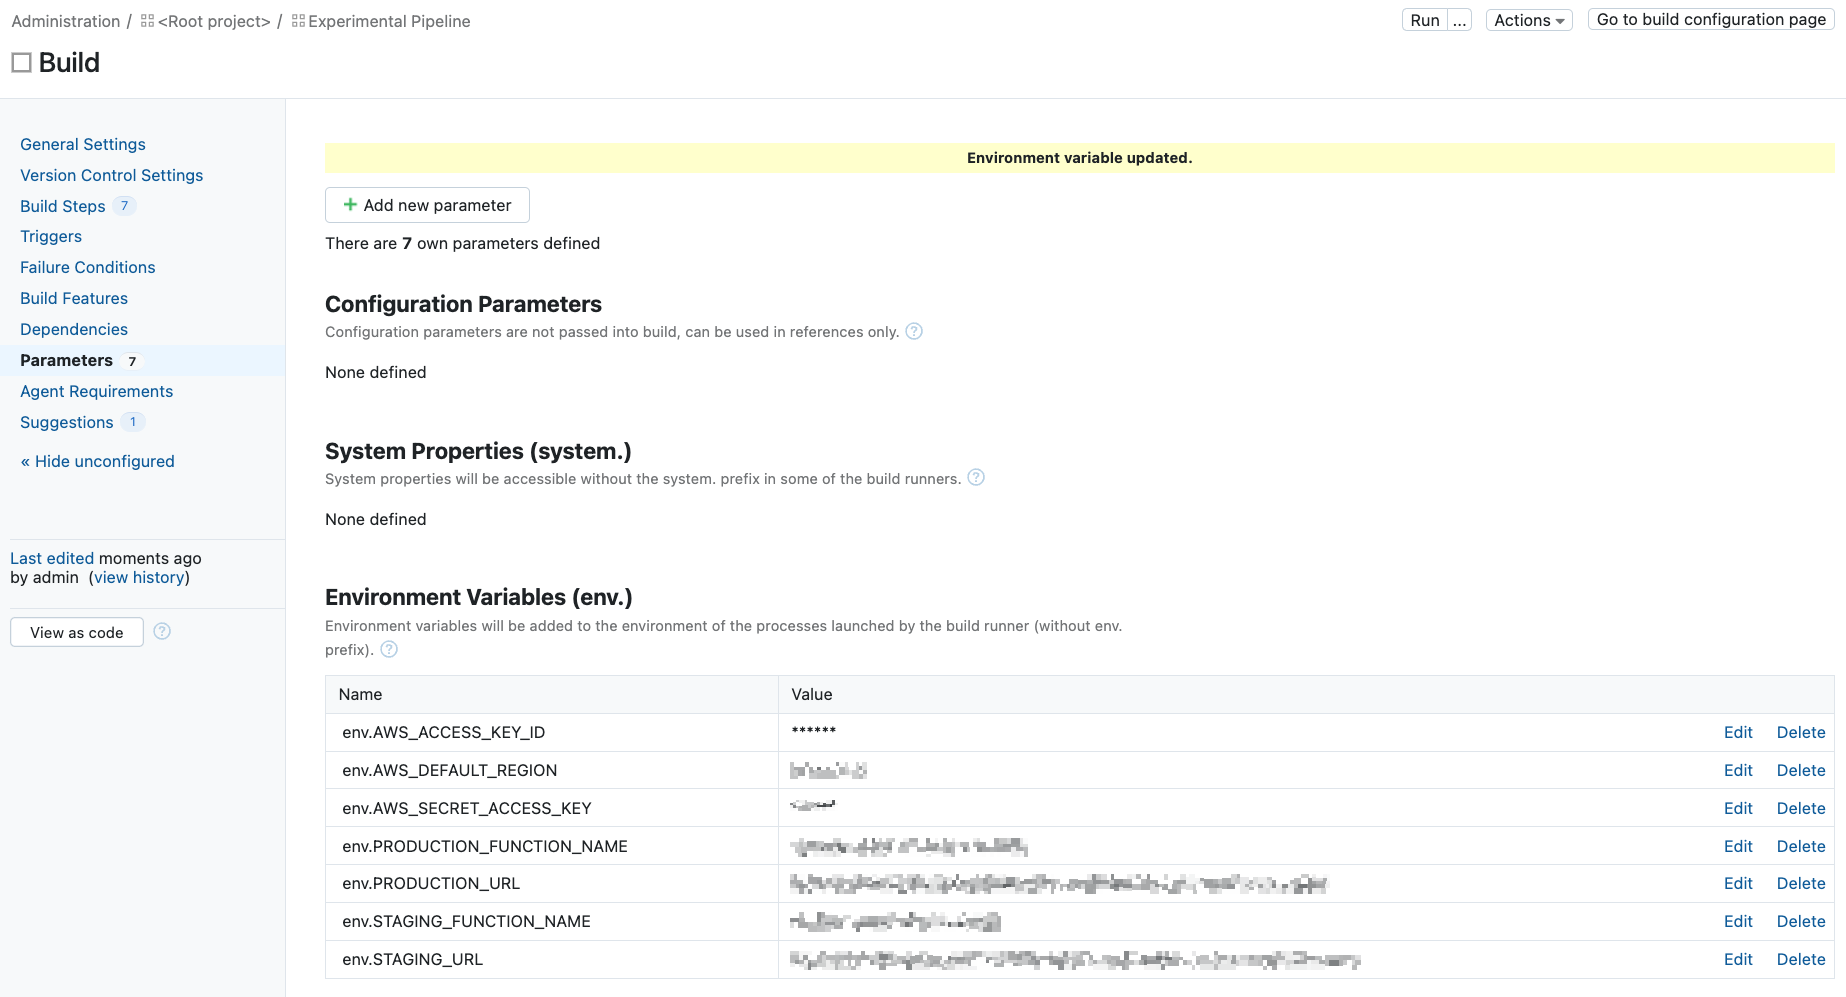 Administration / <Root project> / Experimental Pipeline
Run ... Actions Go to build configuration page
Build
General Settings
Version Control Settings
Build Steps 7
Triggers
Failure Conditions
Build Features
Dependencies
Parameters 7
Agent Requirements
Suggestions 1
« Hide unconfigured
Last edited moments ago
by admin (view history)
View as code ?
Environment variable updated.
+ Add new parameter
There are 7 own parameters defined
Configuration Parameters
Configuration parameters are not passed into build, can be used in references only. ?
None defined
System Properties (system.)
System properties will be accessible without the system. prefix in some of the build runners. ?
None defined
Environment Variables (env.)
Environment variables will be added to the environment of the processes launched by the build runner (without env.
prefix). ?
Name Value
env.AWS_ACCESS_KEY_ID ****** Edit Delete
env.AWS_DEFAULT_REGION Edit Delete
env.AWS_SECRET_ACCESS_KEY Edit Delete
env.PRODUCTION_FUNCTION_NAME Edit Delete
env.PRODUCTION_URL Edit Delete
env.STAGING_FUNCTION_NAME Edit Delete
env.STAGING_URL Edit Delete